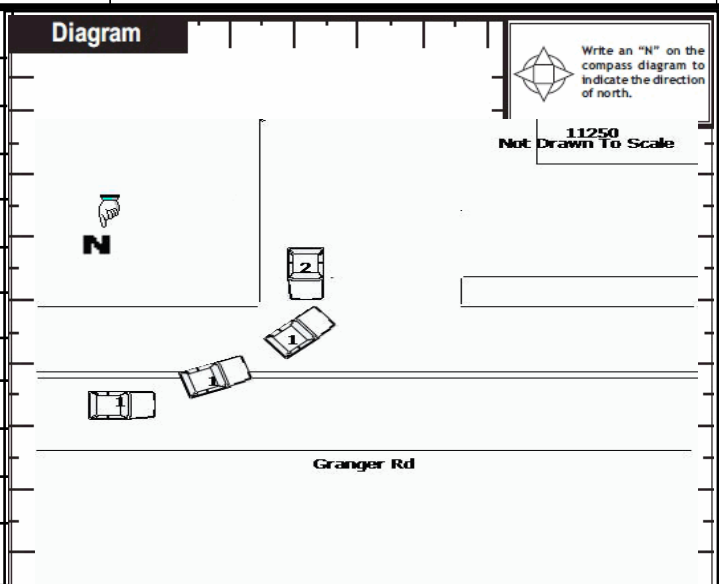 Diagram
Write an “N” on the
compass diagram to
indicate the direction
of north.
11250
Not Drawn To Scale
N
2
1
1
1
Granger Rd